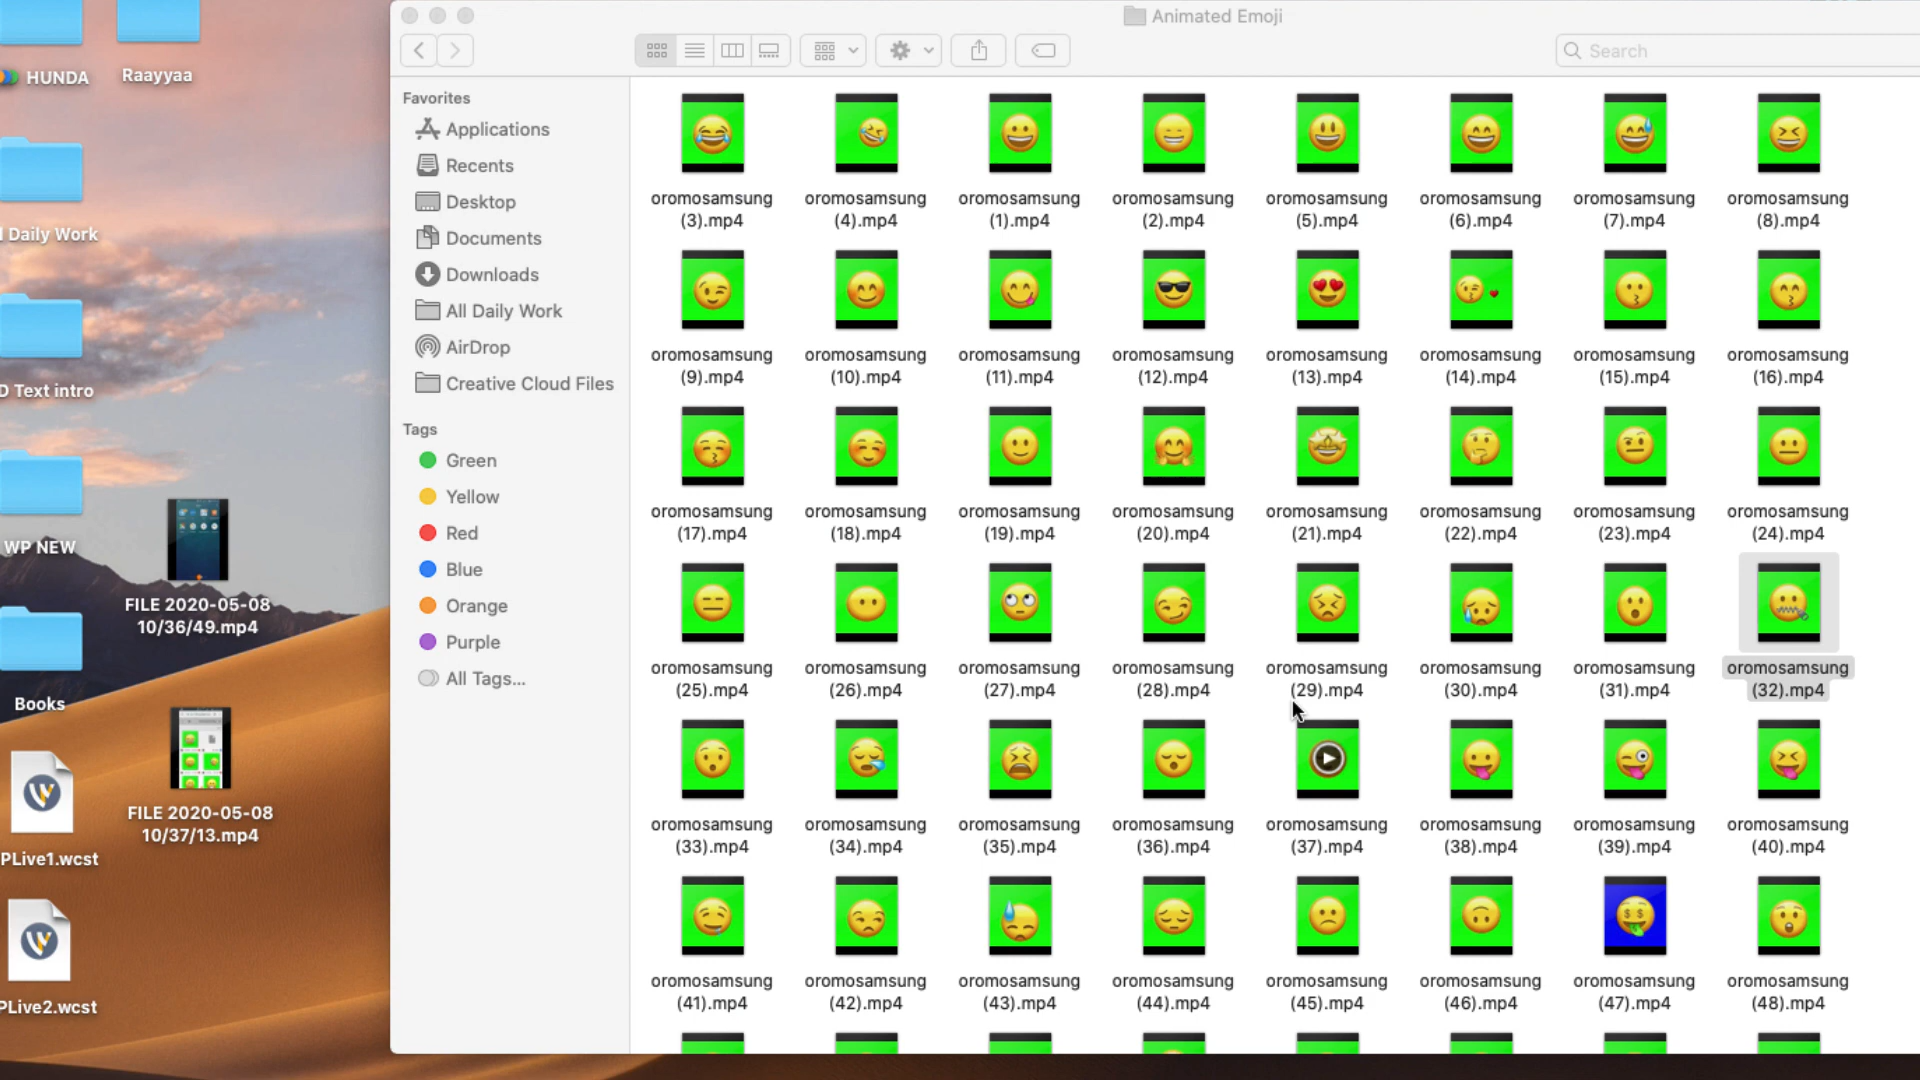 Animated Emoji
Search
HUNDA
Raayyaa
Daily Work
D Text intro
WP NEW
Books
PLive1.wcst
PLive2.wcst
FILE 2020-05-08
10/36/49.mp4
FILE 2020-05-08
10/37/13.mp4
Favorites
Applications
Recents
Desktop
Documents
Downloads
All Daily Work
AirDrop
Creative Cloud Files
Tags
Green
Yellow
Red
Blue
Orange
Purple
All Tags...
oromosamsung oromosamsung oromosamsung oromosamsung oromosamsung oromosamsung oromosamsung oromosamsung
(3).mp4 (4).mp4 (1).mp4 (2).mp4 (5).mp4 (6).mp4 (7).mp4 (8).mp4
oromosamsung oromosamsung oromosamsung oromosamsung oromosamsung oromosamsung oromosamsung oromosamsung
(9).mp4 (10).mp4 (11).mp4 (12).mp4 (13).mp4 (14).mp4 (15).mp4 (16).mp4
oromosamsung oromosamsung oromosamsung oromosamsung oromosamsung oromosamsung oromosamsung oromosamsung
(17).mp4 (18).mp4 (19).mp4 (20).mp4 (21).mp4 (22).mp4 (23).mp4 (24).mp4
oromosamsung oromosamsung oromosamsung oromosamsung oromosamsung oromosamsung oromosamsung oromosamsung
(25).mp4 (26).mp4 (27).mp4 (28).mp4 (29).mp4 (30).mp4 (31).mp4 (32).mp4
oromosamsung oromosamsung oromosamsung oromosamsung oromosamsung oromosamsung oromosamsung oromosamsung
(33).mp4 (34).mp4 (35).mp4 (36).mp4 (37).mp4 (38).mp4 (39).mp4 (40).mp4
oromosamsung oromosamsung oromosamsung oromosamsung oromosamsung oromosamsung oromosamsung oromosamsung
(41).mp4 (42).mp4 (43).mp4 (44).mp4 (45).mp4 (46).mp4 (47).mp4 (48).mp4